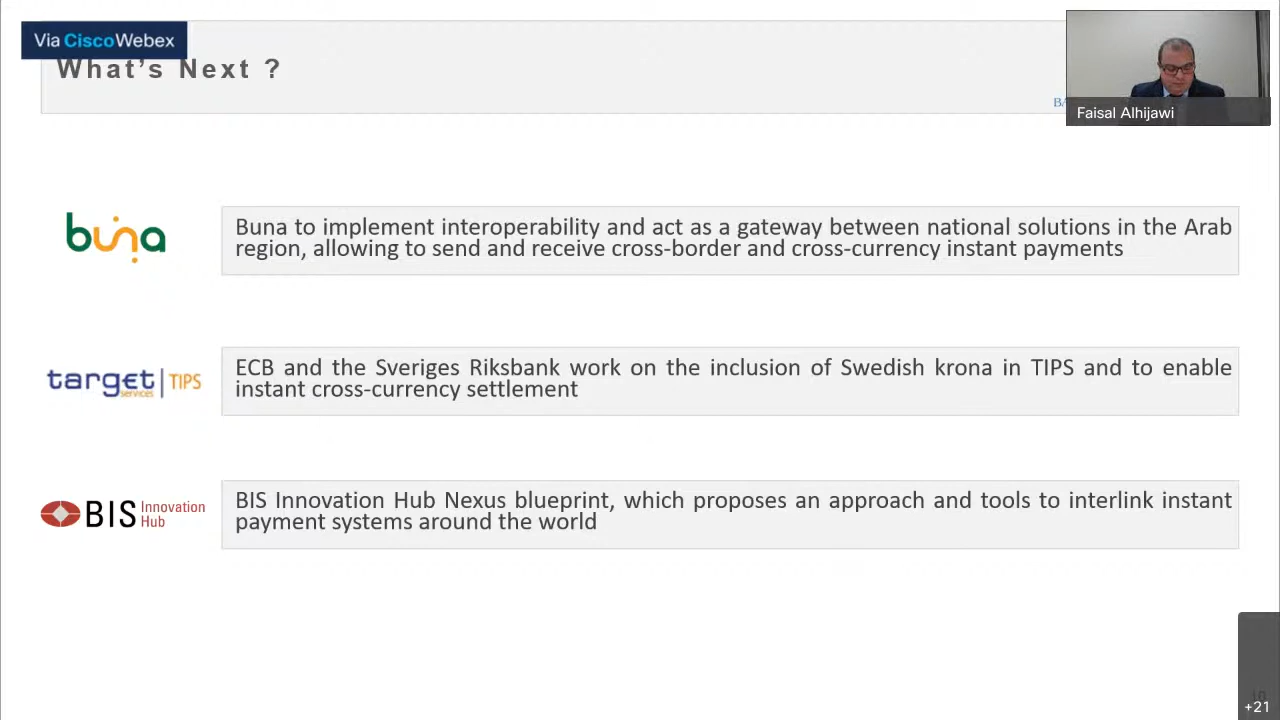 Via CiscoWebex
What's Next ?
Faisal Alhijawi
buna
Buna to implement interoperability and act as a gateway between national solutions in the Arab
region, allowing to send and receive cross-border and cross-currency instant payments
target services | TIPS
ECB and the Sveriges Riksbank work on the inclusion of Swedish krona in TIPS and to enable
instant cross-currency settlement
BIS Innovation
Hub
BIS Innovation Hub Nexus blueprint, which proposes an approach and tools to interlink instant
payment systems around the world
10
+21